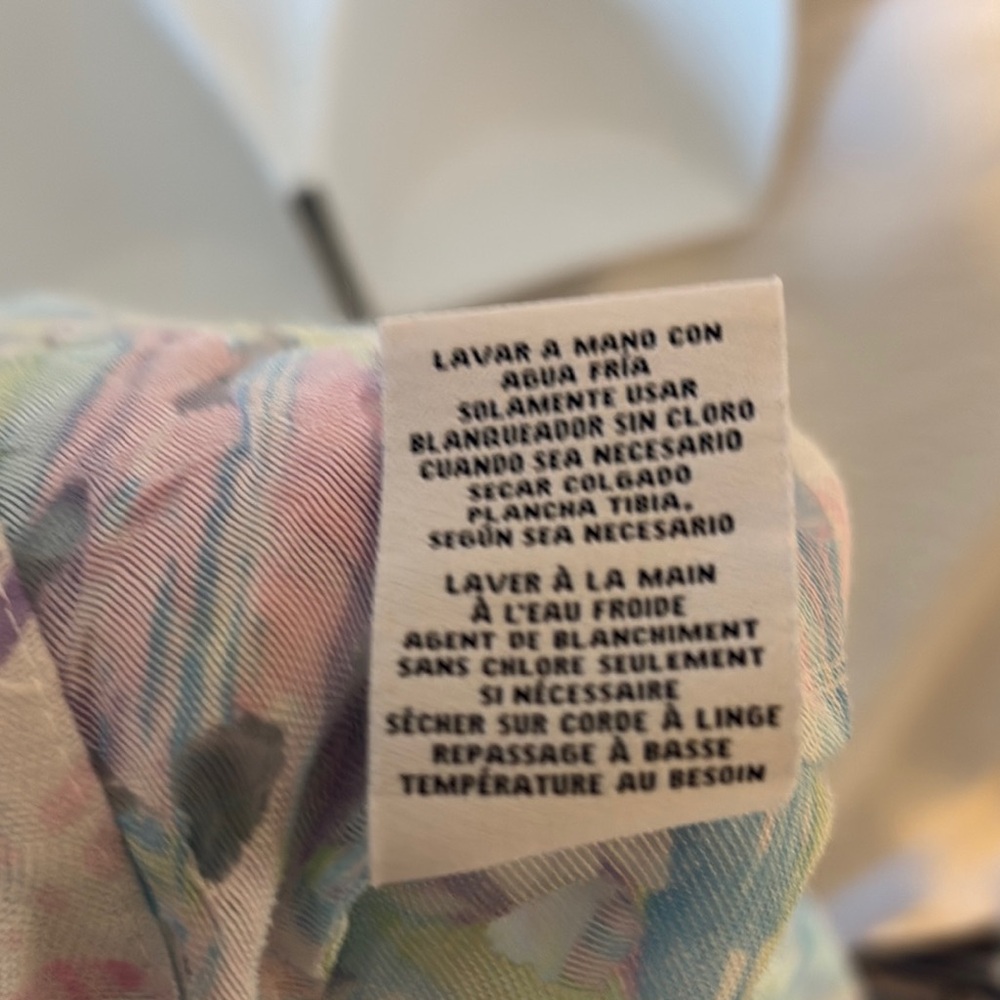 LAVAR A MANO CON
AGUA FRÍA
SOLAMENTE USAR
BLANQUEADOR SIN CLORO
CUANDO SEA NECESARIO
SECAR COLGADO
PLANCHA TIBIA,
SEGÚN SEA NECESARIO
LAVER À LA MAIN
À L'EAU FROIDE
AGENT DE BLANCHIMENT
SANS CHLORE SEULEMENT
SI NÉCESSAIRE
SÉCHER SUR CORDE À LINGE
REPASSAGE À BASSE
TEMPÉRATURE AU BESOIN